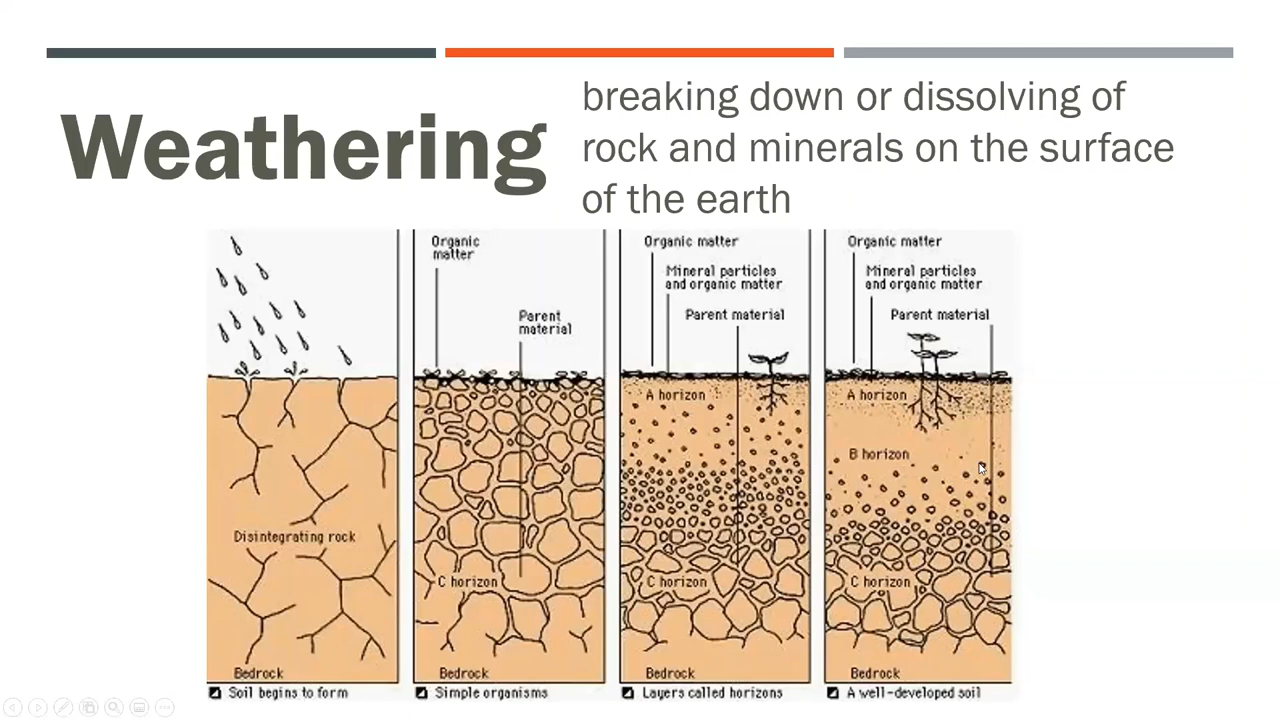 Weathering
breaking down or dissolving of
rock and minerals on the surface
of the earth
Disintegrating rock
Bedrock
Soil begins to form
Organic
matter
Parent
material
C horizon
Bedrock
Simple organisms
Organic matter
Mineral particles
and organic matter
Parent material
A horizon
C horizon
Bedrock
Layers called horizons
Organic matter
Mineral particles
and organic matter
Parent material
A horizon
B horizon
C horizon
Bedrock
A well-developed soil